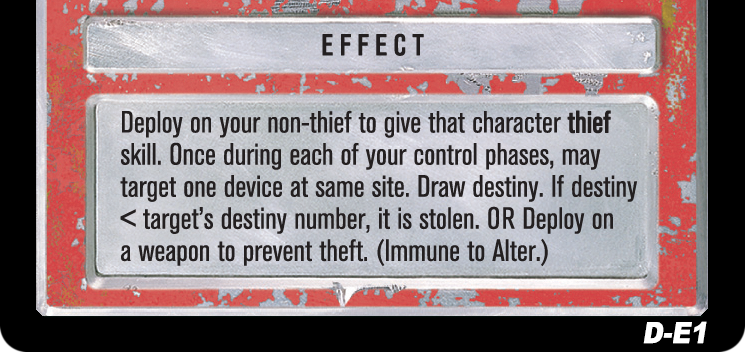 EFFECT
Deploy on your non-thief to give that character thief
skill. Once during each of your control phases, may
target one device at same site. Draw destiny. If destiny
< target's destiny number, it is stolen. OR Deploy on
a weapon to prevent theft. (Immune to Alter.)
D-E1